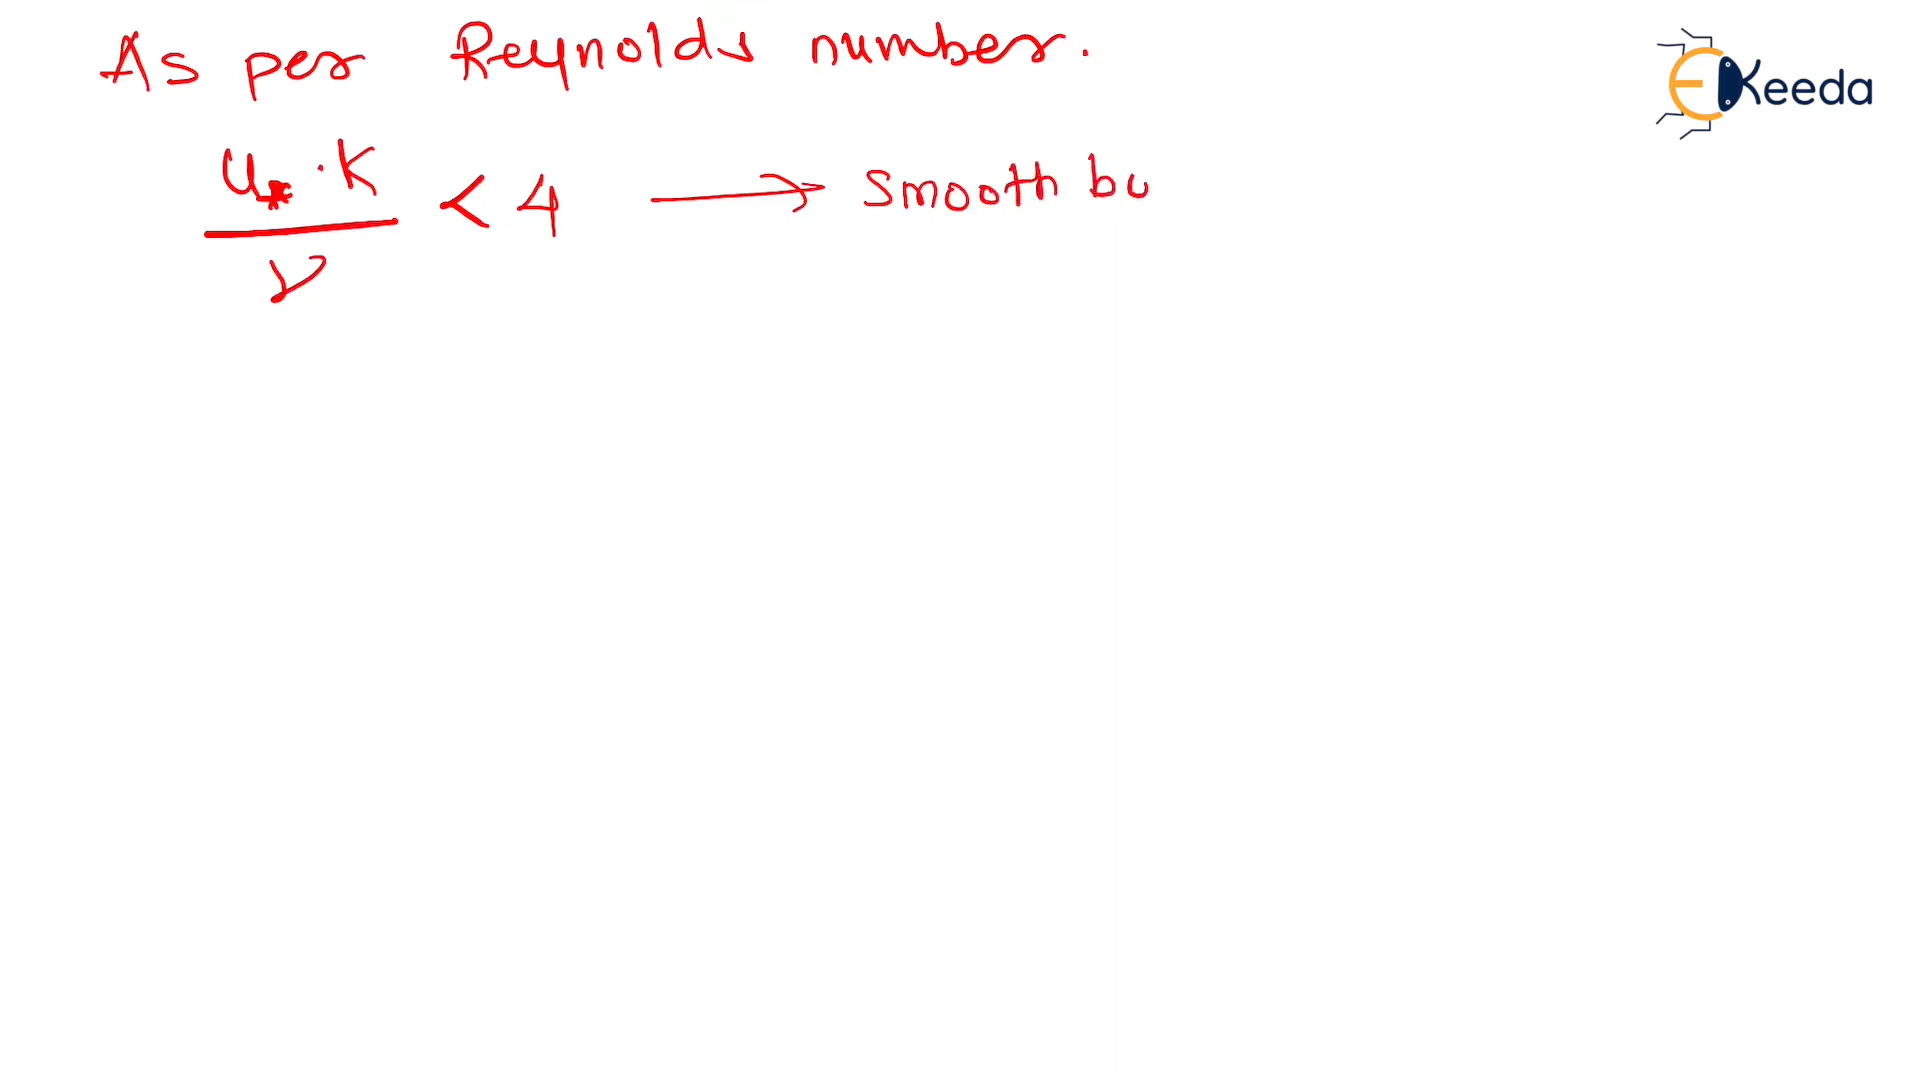 As per Reynolds number.
EKeeda
u* · K
———— < 4 ⟶ Smooth bo
ν